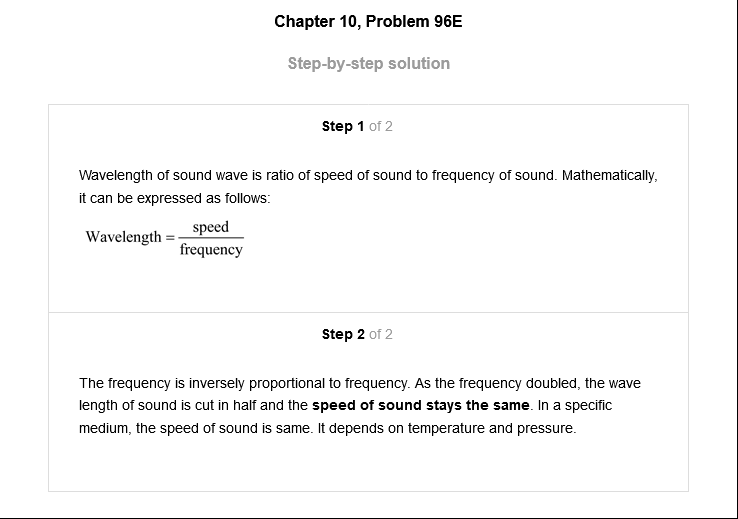 Chapter 10, Problem 96E
Step-by-step solution
Step 1 of 2
Wavelength of sound wave is ratio of speed of sound to frequency of sound. Mathematically,
it can be expressed as follows:
Wavelength = speed / frequency
Step 2 of 2
The frequency is inversely proportional to frequency. As the frequency doubled, the wave
length of sound is cut in half and the speed of sound stays the same. In a specific
medium, the speed of sound is same. It depends on temperature and pressure.